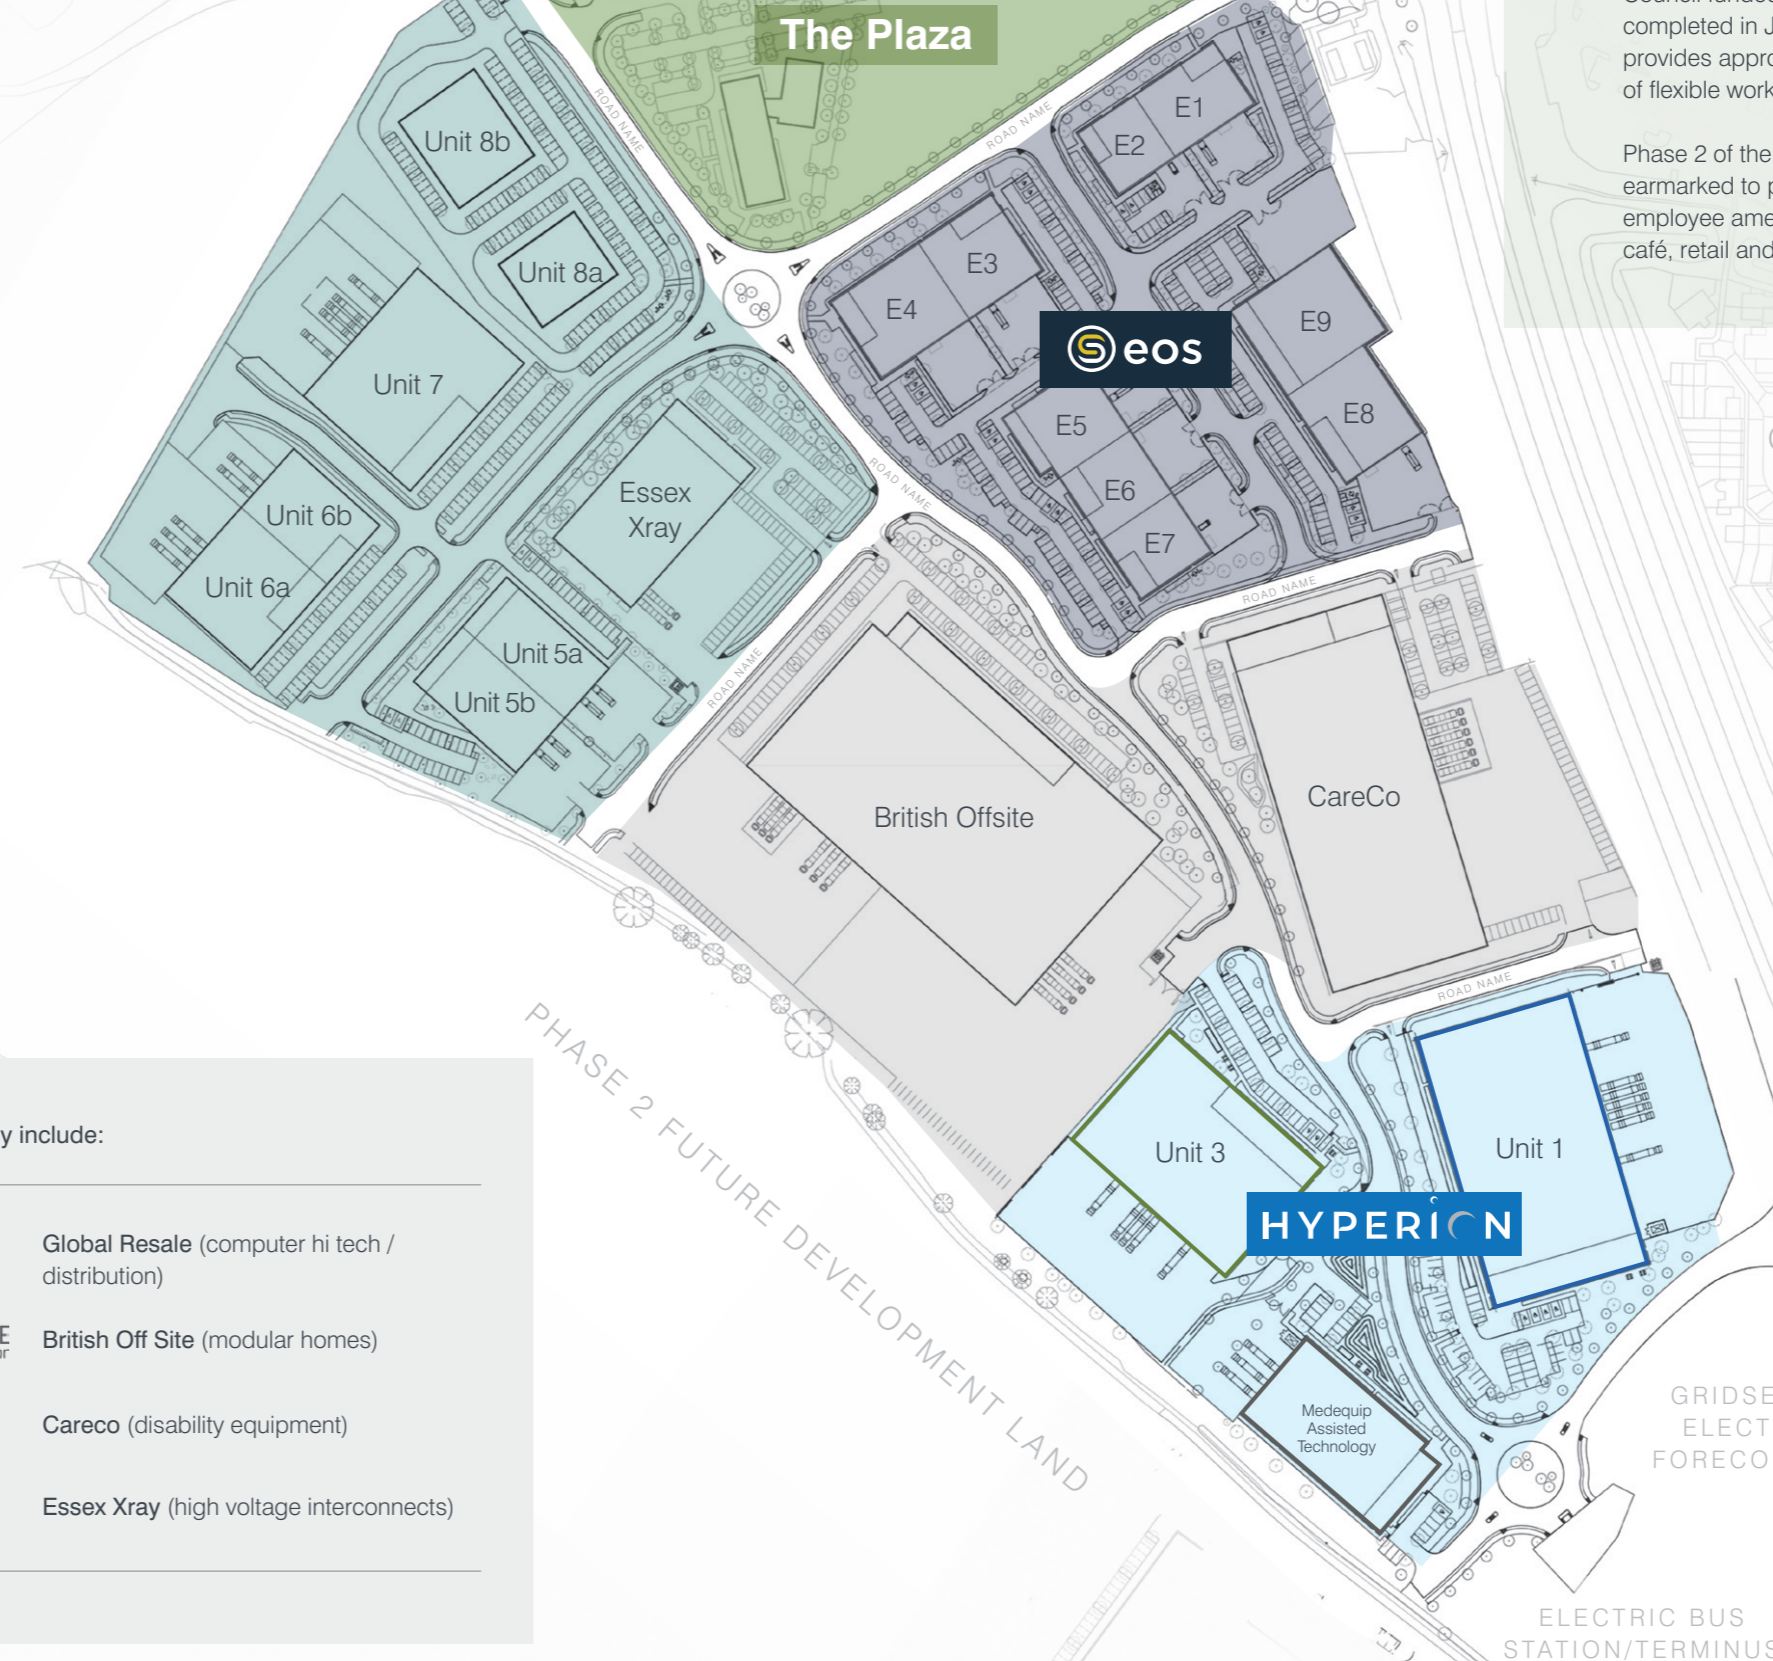 The Plaza
completed in J
provides appro
of flexible work
Phase 2 of the
earmarked to p
employee ame
café, retail and
ROAD NAME
ROAD NAME
E1
E2
E3
E4
eos
E9
E8
E5
E6
E7
Unit 8b
Unit 8a
Unit 7
Essex
Xray
Unit 6b
Unit 6a
Unit 5a
Unit 5b
ROAD NAME
ROAD NAME
ROAD NAME
British Offsite
CareCo
ROAD NAME
Unit 3
Unit 1
HYPERION
Medequip
Assisted
Technology
PHASE 2 FUTURE DEVELOPMENT LAND
GRIDSE
ELECT
FORECO
ELECTRIC BUS
STATION/TERMINUS
y include:
Global Resale (computer hi tech /
distribution)
British Off Site (modular homes)
Careco (disability equipment)
Essex Xray (high voltage interconnects)